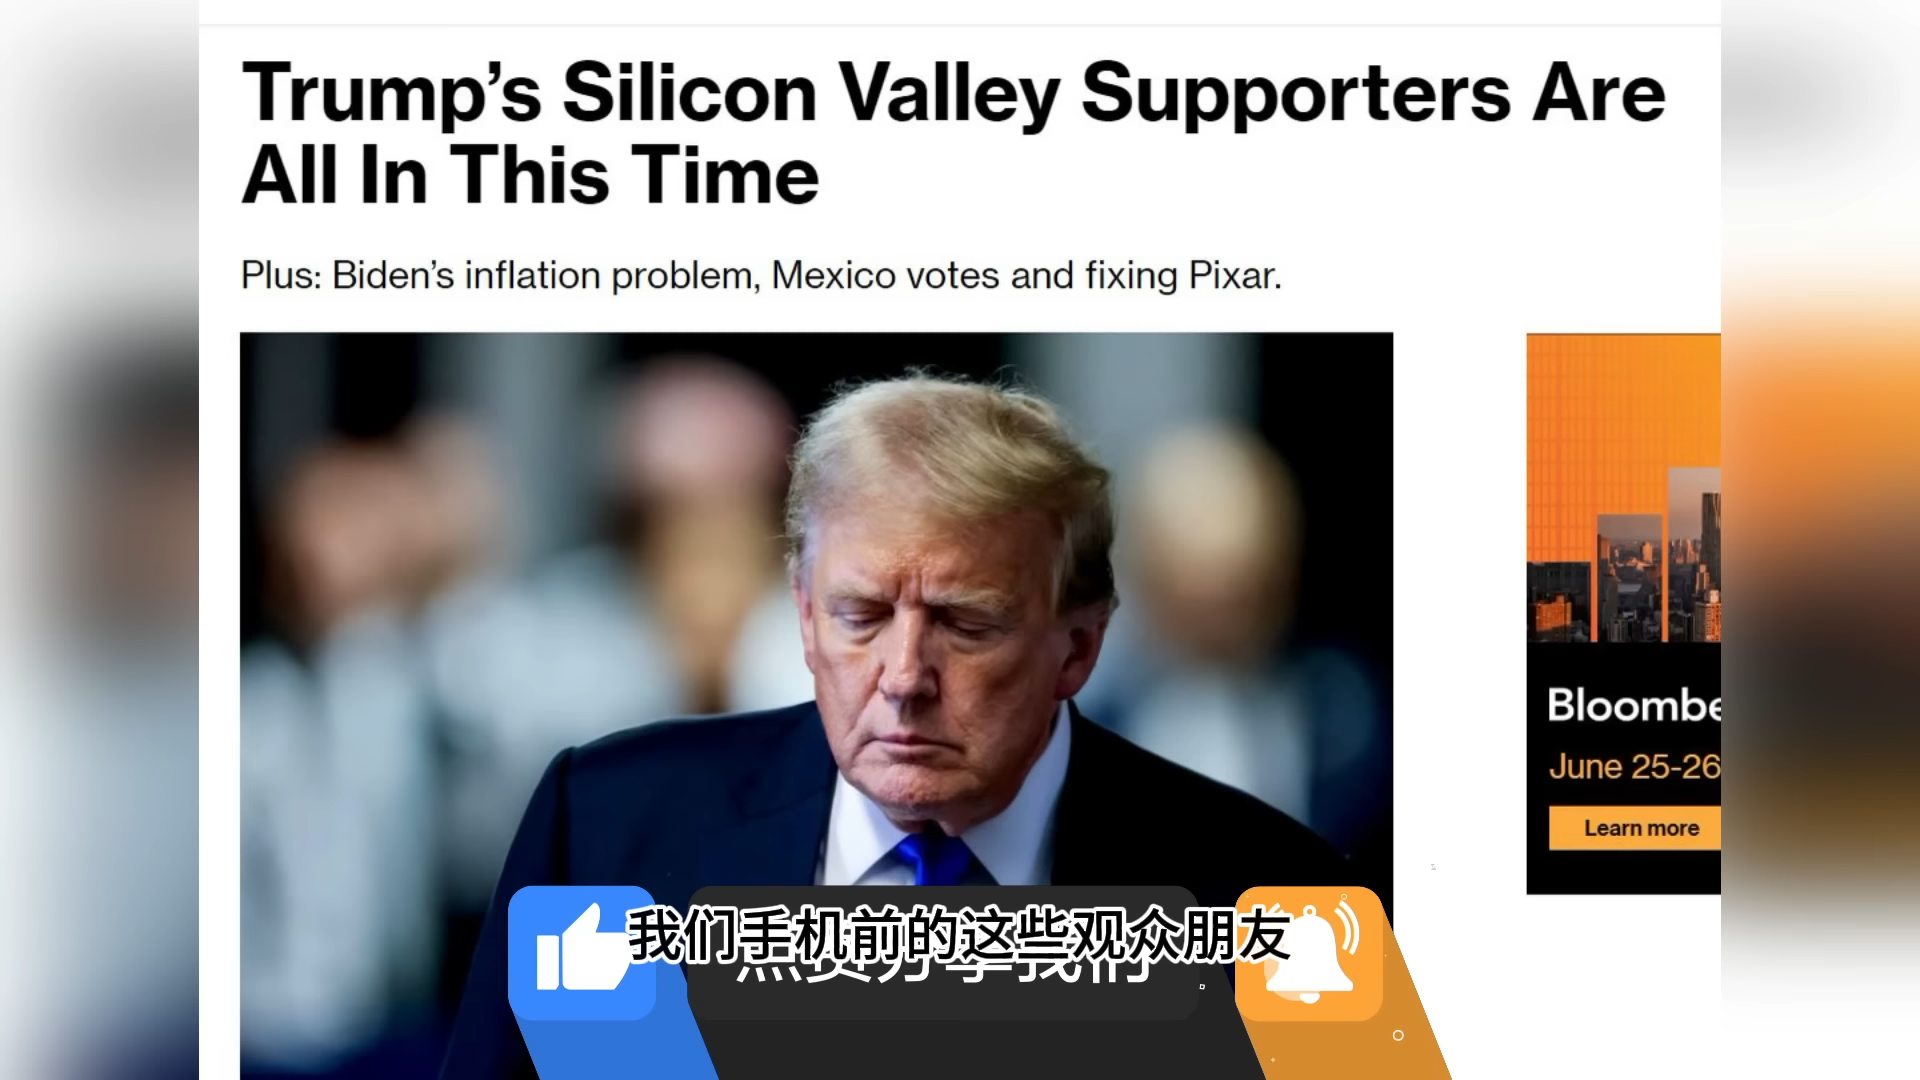 Trump’s Silicon Valley Supporters Are
All In This Time
Plus: Biden’s inflation problem, Mexico votes and fixing Pixar.
Bloombe
June 25-26
Learn more
我们手机前的这些观众朋友